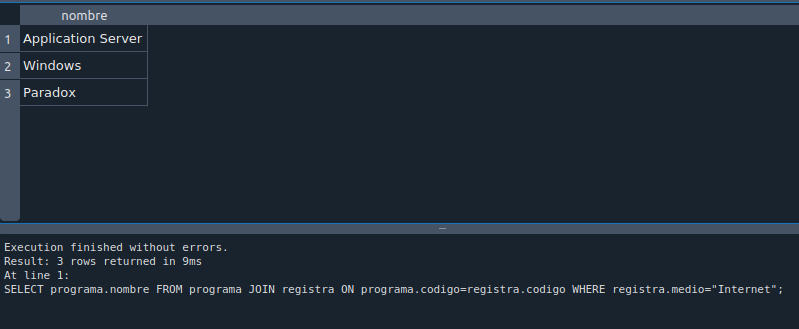 nombre
1 Application Server
2 Windows
3 Paradox
Execution finished without errors.
Result: 3 rows returned in 9ms
At line 1:
SELECT programa.nombre FROM programa JOIN registra ON programa.codigo=registra.codigo WHERE registra.medio="Internet";